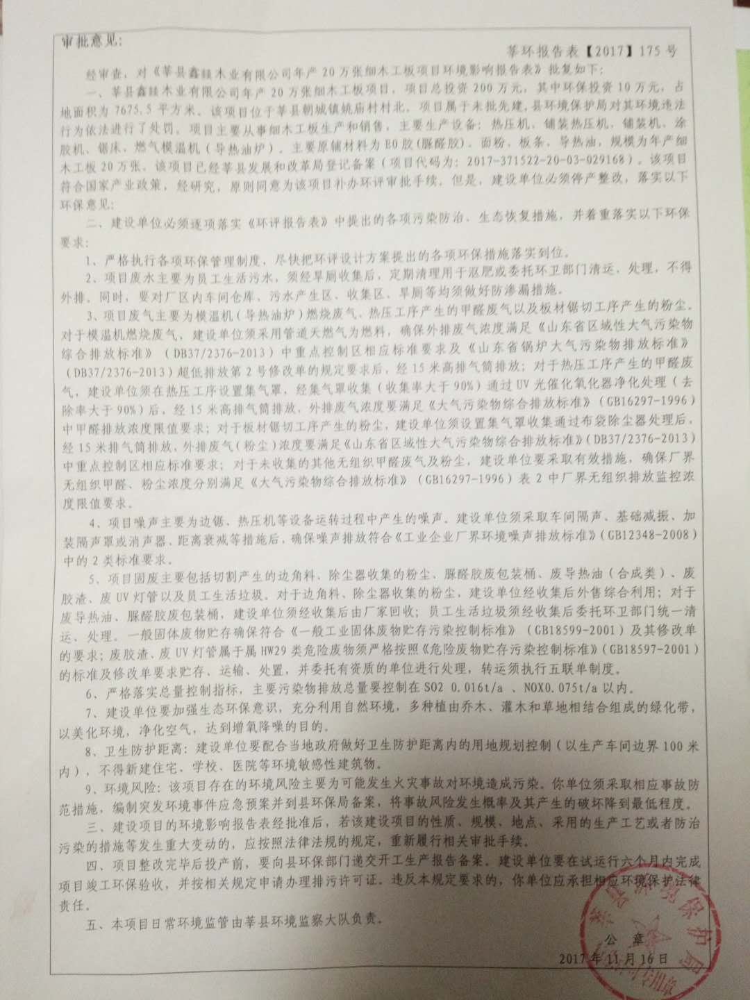 审批意见:
莘环报告表【2017】175号
经审查，对《莘县鑫鲑木业有限公司年产20万张细木工板项目环境影响报告表》批复如下:
一、莘县鑫鲑木业有限公司年产20万张细木工板项目，项目总投资200万元，其中环保投资10万元，占
地面积为7675.5平方米。该项目位于莘县朝城镇姚庙村村北。项目属于未批先建,县环境保护局对其环境违法
行为依法进行了处罚。项目主要从事细木工板生产和销售，主要生产设备: 热压机、铺装热压机、铺装机、涂
胶机、锯床、燃气模温机（导热油炉）。主要原辅材料为E0胶(脲醛胶)、面粉、板条、导热油，规模为年产细
木工板20万张。该项目已经莘县发展和改革局登记备案（项目代码为: 2017-371522-20-03-029168）。该项目
符合国家产业政策，经研究，原则同意为该项目补办环评审批手续。但是，建设单位必须停产整改，落实以下
环保意见:
二、建设单位必须逐项落实《环评报告表》中提出的各项污染防治、生态恢复措施，并着重落实以下环保
要求:
1、严格执行各项环保管理制度，尽快把环评设计方案提出的各项环保措施落实到位。
2、项目废水主要为员工生活污水，须经旱厕收集后，定期清理用于沤肥或委托环卫部门清运、处理，不得
外排。同时，要对厂区内车间仓库、污水产生区、收集区、旱厕等均须做好防渗漏措施。
3、项目废气主要为模温机(导热油炉)燃烧废气、热压工序产生的甲醛废气以及板材锯切工序产生的粉尘。
对于模温机燃烧废气，建设单位须采用管道天燃气为燃料，确保外排废气浓度满足《山东省区域性大气污染物
综合排放标准》（DB37/2376-2013）中重点控制区相应标准要求及《山东省锅炉大气污染物排放标准》
（DB37/2376-2013）超低排放第2号修改单的规定要求后，经15米高排气筒排放；对于热压工序产生的甲醛废
气，建设单位须在热压工序设置集气罩，经集气罩收集（收集率大于90%）通过UV光催化氧化器净化处理（去
除率大于90%）后，经15米高排气筒排放，外排废气浓度要满足《大气污染物综合排放标准》（GB16297-1996）
中甲醛排放浓度限值要求；对于板材锯切工序产生的粉尘，建设单位须设置集气罩收集通过布袋除尘器处理后，
经15米排气筒排放，外排废气(粉尘)浓度要满足《山东省区域性大气污染物综合排放标准》(DB37/2376-2013)
中重点控制区相应标准要求；对于未收集的其他无组织甲醛废气及粉尘，建设单位要采取有效措施，确保厂界
无组织甲醛、粉尘浓度分别满足《大气污染物综合排放标准》（GB16297-1996）表2中厂界无组织排放监控浓
度限值要求。
4、项目噪声主要为边锯、热压机等设备运转过程中产生的噪声。建设单位须采取车间隔声、基础减振、加
装隔声罩或消声器、距离衰减等措施后，确保噪声排放符合《工业企业厂界环境噪声排放标准》（GB12348-2008）
中的2类标准要求。
5、项目固废主要包括切割产生的边角料、除尘器收集的粉尘、脲醛胶废包装桶、废导热油（合成类）、废
胶渣、废UV灯管以及员工生活垃圾。对于边角料、除尘器收集的粉尘，建设单位经收集后外售综合利用；对于
废导热油、脲醛胶废包装桶，建设单位须经收集后由厂家回收；员工生活垃圾须经收集后委托环卫部门统一清
运、处理。一般固体废物贮存确保符合《一般工业固体废物贮存污染控制标准》（GB18599-2001）及其修改单
的要求；废胶渣、废UV灯管属于属HW29类危险废物须严格按照《危险废物贮存污染控制标准》（GB18597-2001）
的标准及修改单要求贮存、运输、处置，并委托有资质的单位进行处理，转运须执行五联单制度。
6、严格落实总量控制指标，主要污染物排放总量要控制在SO2 0.016t/a 、NOX0.075t/a以内。
7、建设单位要加强生态环保意识，充分利用自然环境，多种植由乔木、灌木和草地相结合组成的绿化带，
以美化环境，净化空气，达到增氧降噪的目的。
8、卫生防护距离: 建设单位要配合当地政府做好卫生防护距离内的用地规划控制（以生产车间边界100米
内），不得新建住宅、学校、医院等环境敏感性建筑物。
9、环境风险: 该项目存在的环境风险主要为可能发生火灾事故对环境造成污染。你单位须采取相应事故防
范措施，编制突发环境事件应急预案并到县环保局备案，将事故风险发生概率及其产生的破坏降到最低程度。
三、建设项目的环境影响报告表经批准后，若该建设项目的性质、规模、地点、采用的生产工艺或者防治
污染的措施等发生重大变动的，应按照法律法规的规定，重新履行相关审批手续。
四、项目整改完毕后投产前，要向县环保部门递交开工生产报告备案。建设单位要在试运行六个月内完成
项目竣工环保验收，并按相关规定申请办理排污许可证。违反本规定要求的，你单位应承担相应环境保护法律
责任。
五、本项目日常环境监管由莘县环境监察大队负责。
公 章
2017年11月16日
莘县环境保护局